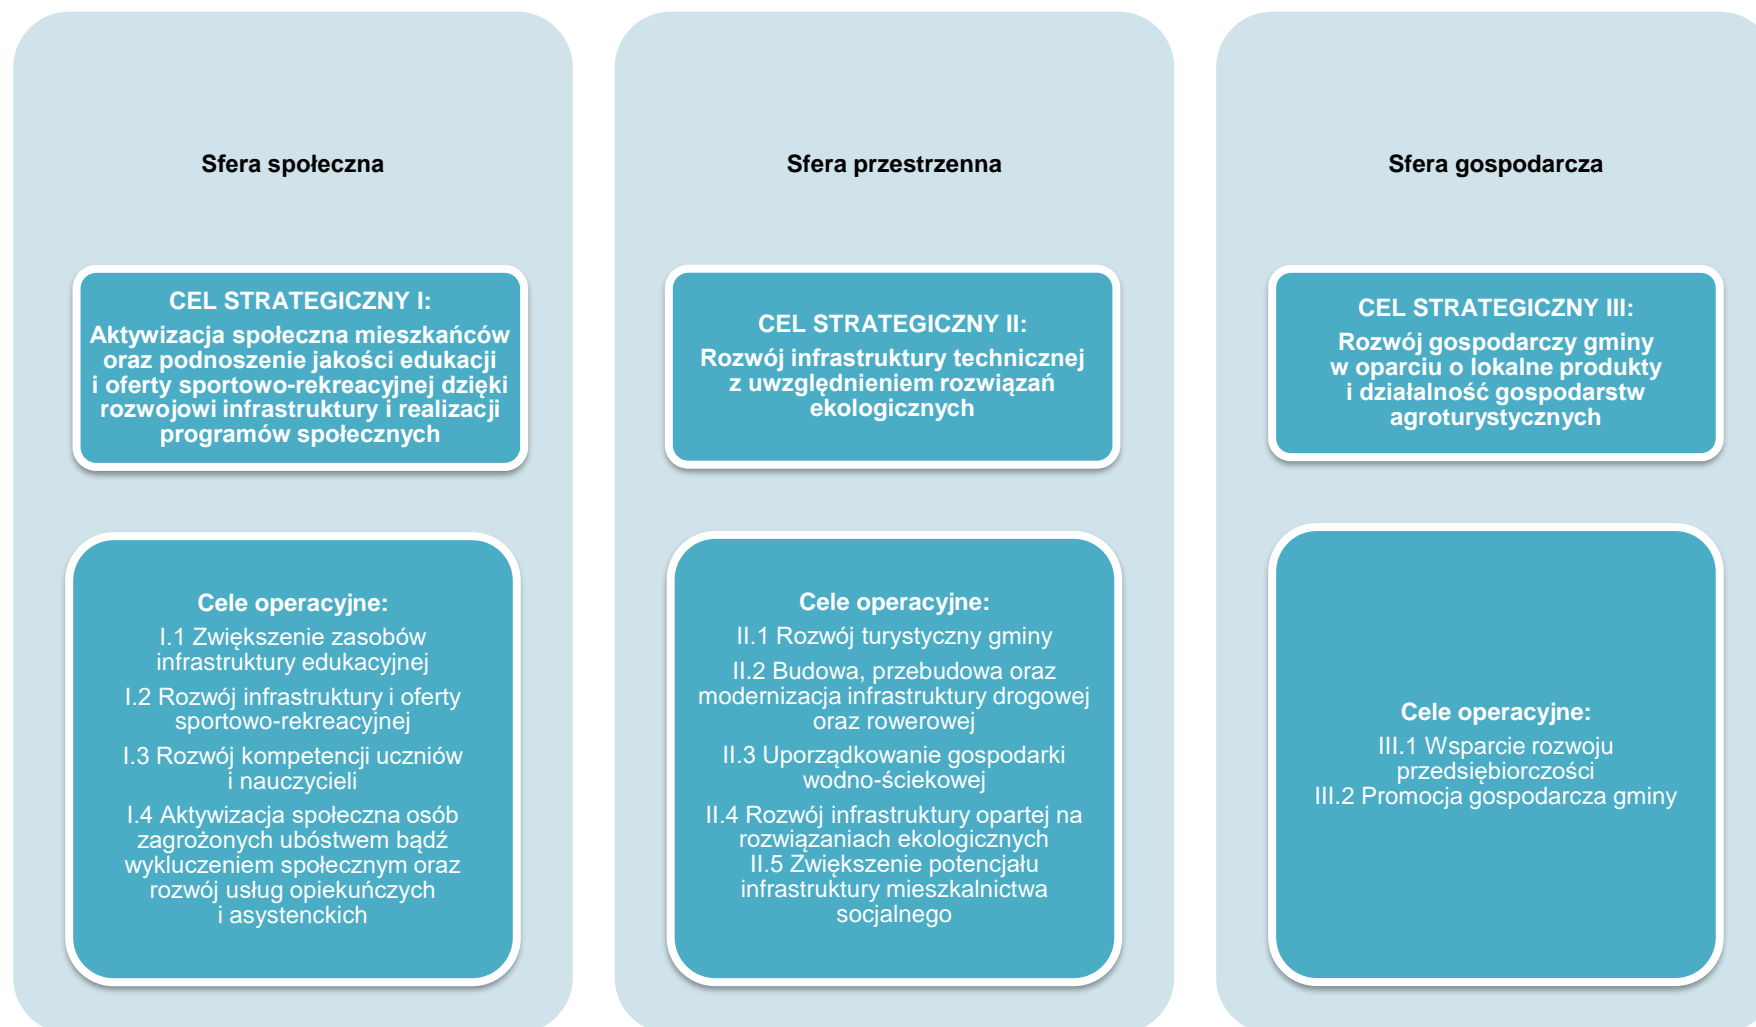 Sfera społeczna
CEL STRATEGICZNY I:
Aktywizacja społeczna mieszkańców
oraz podnoszenie jakości edukacji
i oferty sportowo-rekreacyjnej dzięki
rozwojowi infrastruktury i realizacji
programów społecznych
Cele operacyjne:
I.1 Zwiększenie zasobów
infrastruktury edukacyjnej
I.2 Rozwój infrastruktury i oferty
sportowo-rekreacyjnej
I.3 Rozwój kompetencji uczniów
i nauczycieli
I.4 Aktywizacja społeczna osób
zagrożonych ubóstwem bądź
wykluczeniem społecznym oraz
rozwój usług opiekuńczych
i asystenckich
Sfera przestrzenna
CEL STRATEGICZNY II:
Rozwój infrastruktury technicznej
z uwzględnieniem rozwiązań
ekologicznych
Cele operacyjne:
II.1 Rozwój turystyczny gminy
II.2 Budowa, przebudowa oraz
modernizacja infrastruktury drogowej
oraz rowerowej
II.3 Uporządkowanie gospodarki
wodno-ściekowej
II.4 Rozwój infrastruktury opartej na
rozwiązaniach ekologicznych
II.5 Zwiększenie potencjału
infrastruktury mieszkalnictwa
socjalnego
Sfera gospodarcza
CEL STRATEGICZNY III:
Rozwój gospodarczy gminy
w oparciu o lokalne produkty
i działalność gospodarstw
agroturystycznych
Cele operacyjne:
III.1 Wsparcie rozwoju
przedsiębiorczości
III.2 Promocja gospodarcza gminy